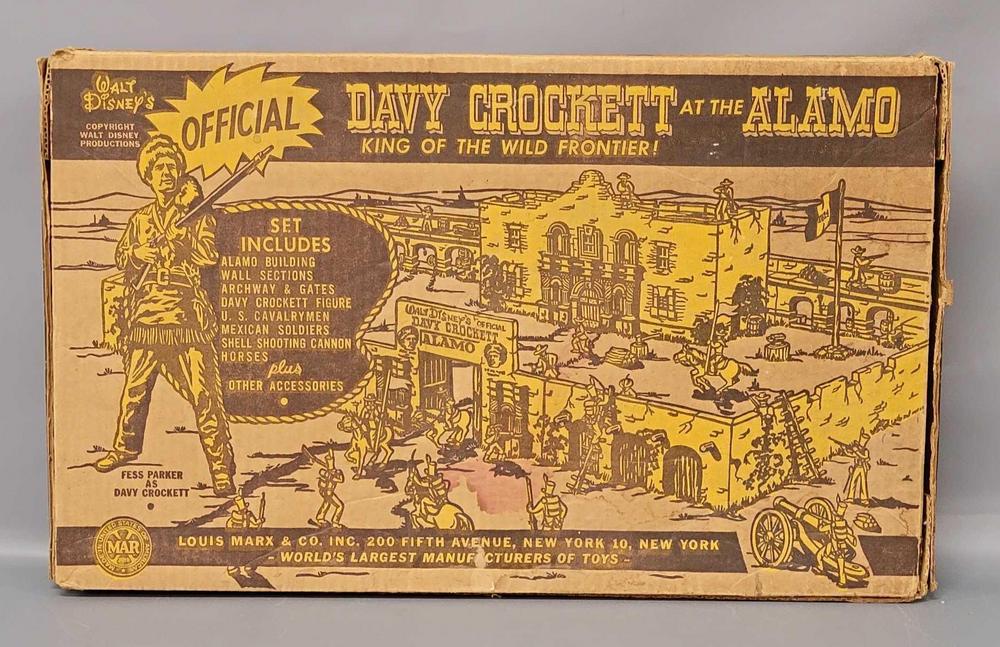 WALT
DISNEY'S
COPYRIGHT
WALT DISNEY
PRODUCTIONS
OFFICIAL
DAVY CROCKETT AT THE ALAMO
KING OF THE WILD FRONTIER!
SET
INCLUDES
ALAMO BUILDING
WALL SECTIONS
ARCHWAY & GATES
DAVY CROCKETT FIGURE
U. S. CAVALRYMEN
MEXICAN SOLDIERS
SHELL SHOOTING CANNON
HORSES
plus
OTHER ACCESSORIES
WALT DISNEY'S OFFICIAL
DAVY CROCKETT
ALAMO
FESS PARKER
AS
DAVY CROCKETT
MAR
LOUIS MARX & CO. INC. 200 FIFTH AVENUE, NEW YORK 10, NEW YORK
- WORLD'S LARGEST MANUFACTURERS OF TOYS -